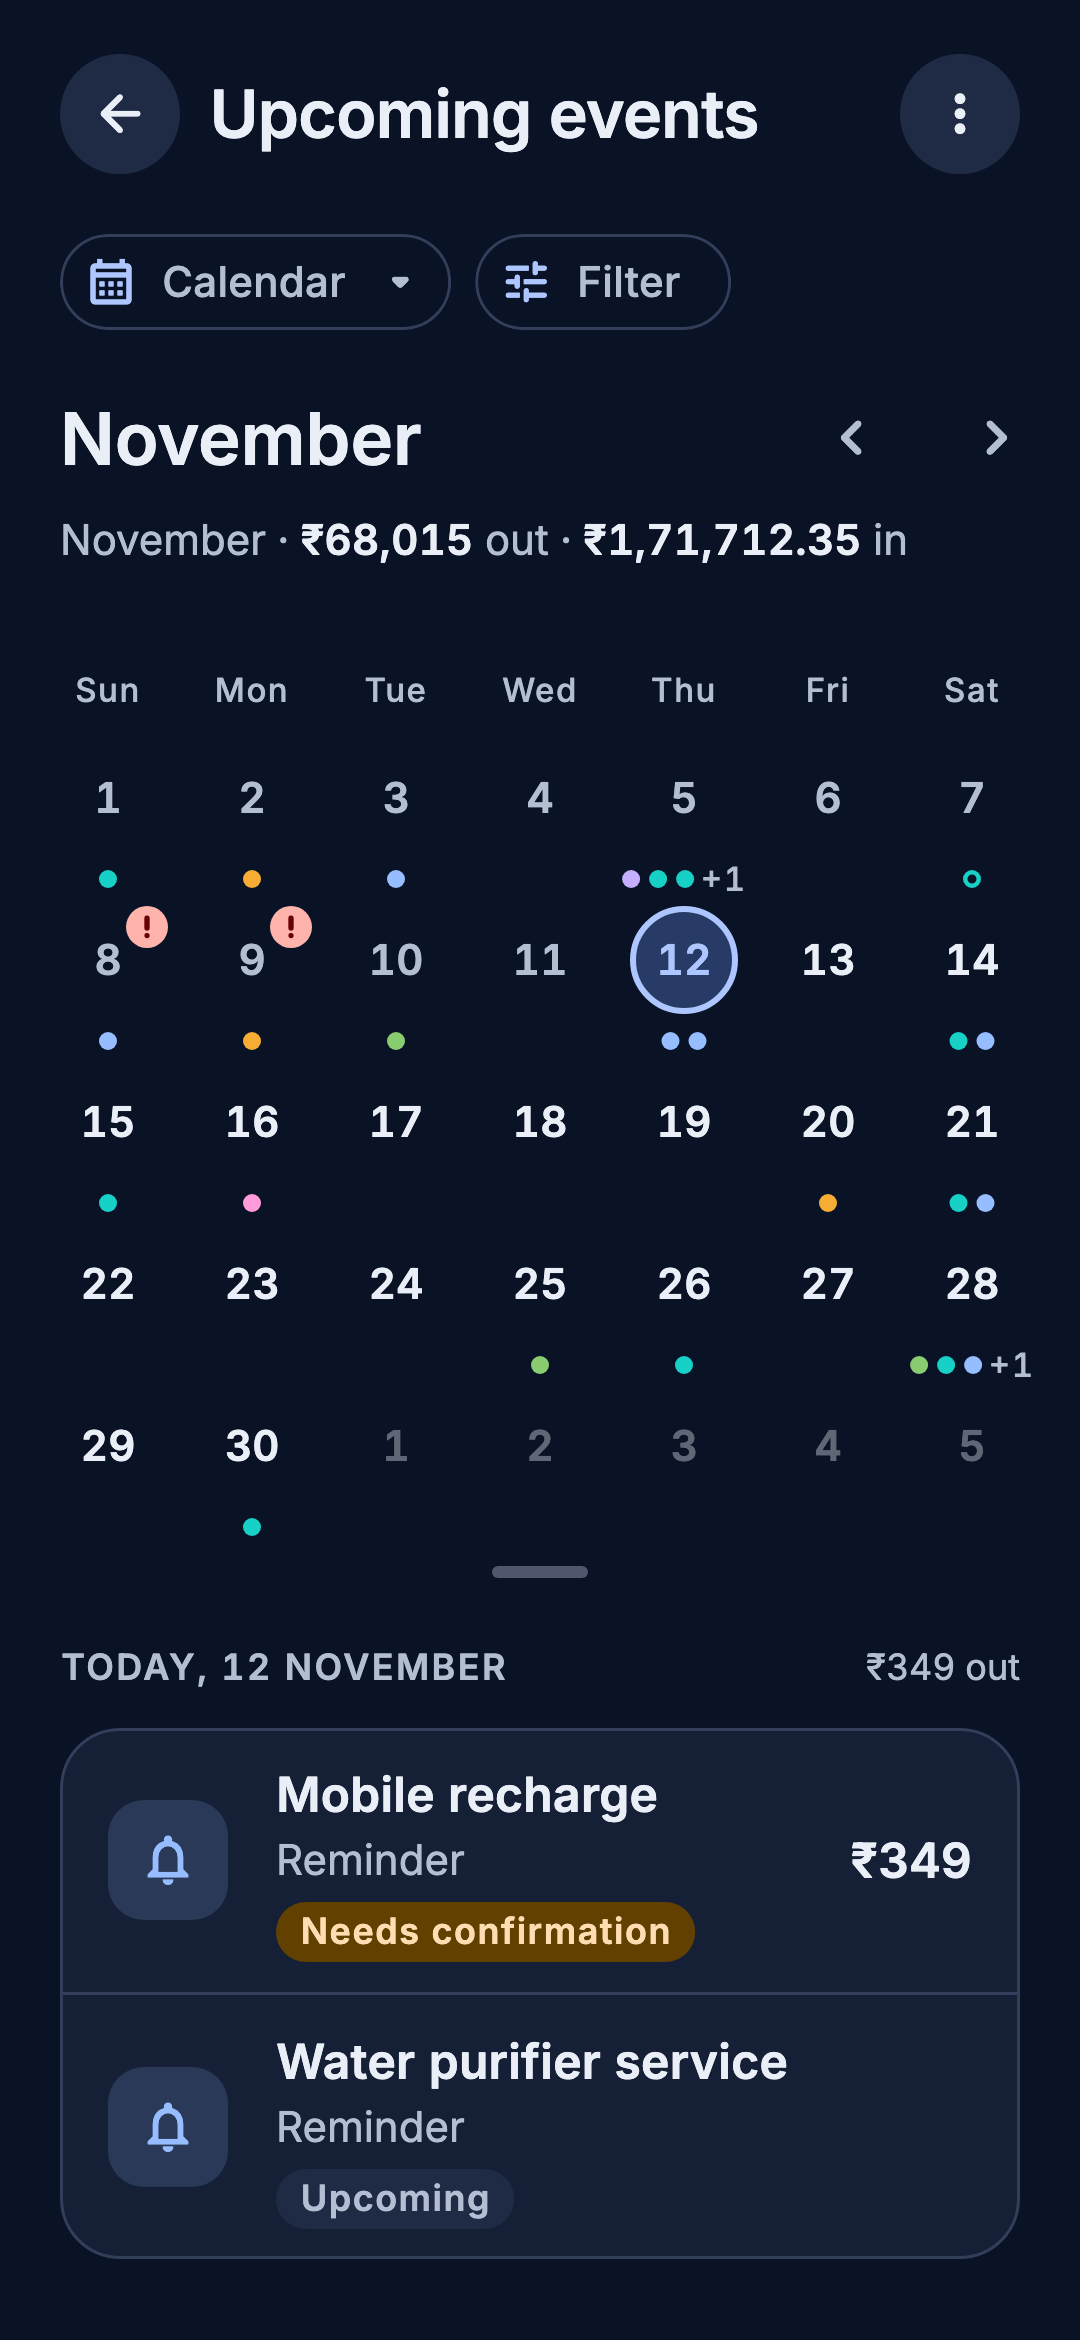 Upcoming events
Calendar
Filter
November
November · ₹68,015 out · ₹1,71,712.35 in
Sun Mon Tue Wed Thu Fri Sat
1 2 3 4 5 6 7
+1
! !
8 9 10 11 12 13 14
15 16 17 18 19 20 21
22 23 24 25 26 27 28
+1
29 30 1 2 3 4 5
TODAY, 12 NOVEMBER ₹349 out
Mobile recharge
Reminder
₹349
Needs confirmation
Water purifier service
Reminder
Upcoming